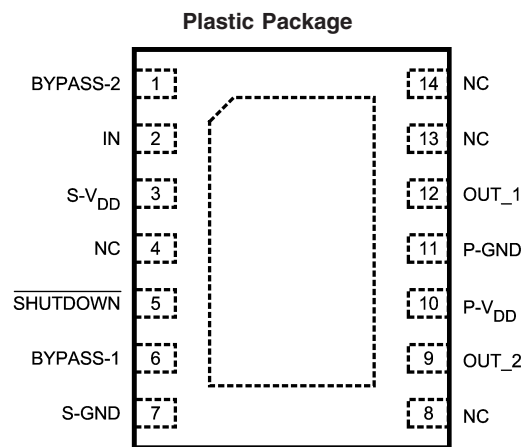 Plastic Package
BYPASS-2 1 14 NC
IN 2 13 NC
S-VDD 3 12 OUT_1
NC 4 11 P-GND
SHUTDOWN 5 10 P-VDD
BYPASS-1 6 9 OUT_2
S-GND 7 8 NC